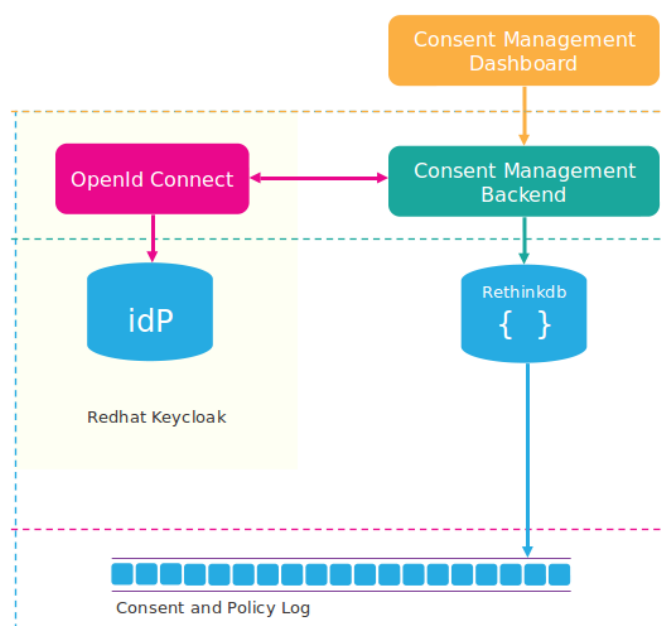 Consent Management
Dashboard
OpenId Connect
Consent Management
Backend
idP
Rethinkdb
{ }
Redhat Keycloak
Consent and Policy Log